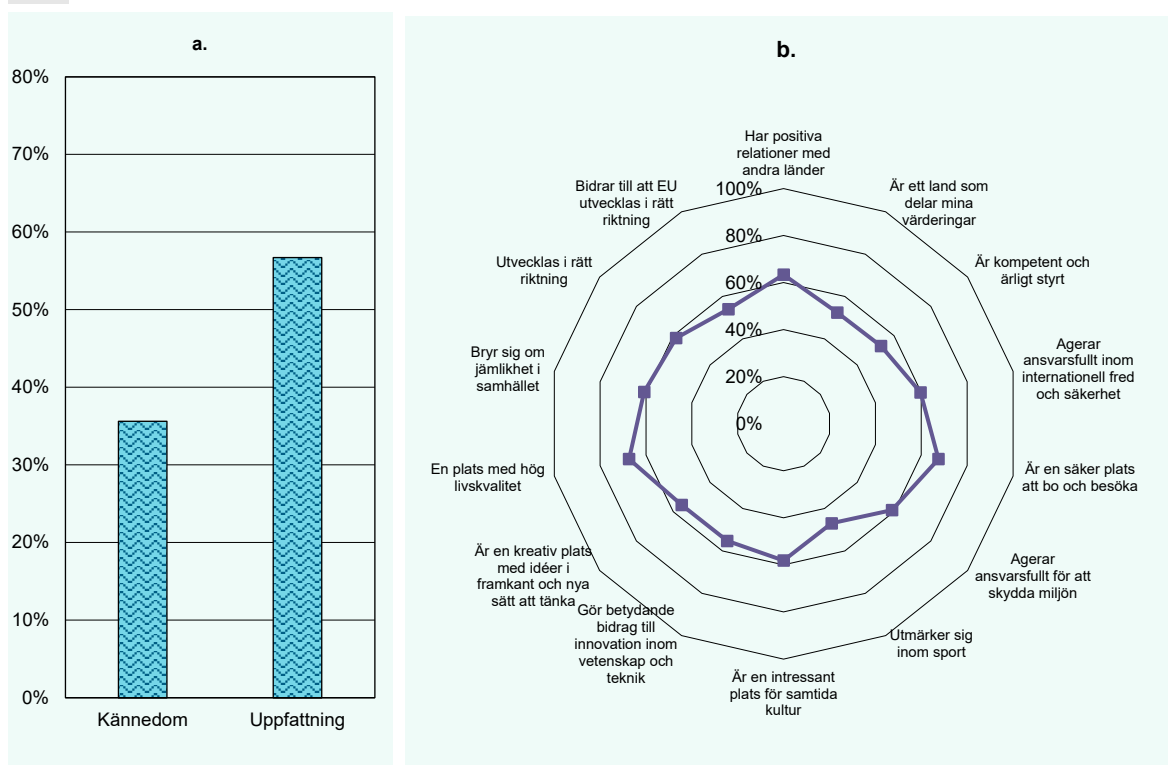 a.
80%
70%
60%
50%
40%
30%
20%
10%
0%
Kännedom
Uppfattning
b.
Har positiva
relationer med
andra länder
Är ett land som
delar mina
värderingar
Är kompetent och
ärligt styrt
Agerar
ansvarsfullt inom
internationell fred
och säkerhet
Är en säker plats
att bo och besöka
Agerar
ansvarsfullt för att
skydda miljön
Utmärker sig
inom sport
Är en intressant
plats för samtida
kultur
Gör betydande
bidrag till
innovation inom
vetenskap och
teknik
Är en kreativ plats
med idéer i
framkant och nya
sätt att tänka
En plats med hög
livskvalitet
Bryr sig om
jämlikhet i
samhället
Utvecklas i rätt
riktning
Bidrar till att EU
utvecklas i rätt
riktning
100%
80%
60%
40%
20%
0%